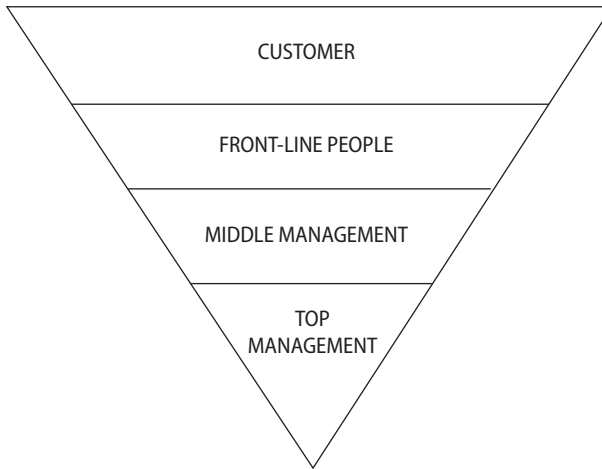 CUSTOMER
FRONT-LINE PEOPLE
MIDDLE MANAGEMENT
TOP
MANAGEMENT